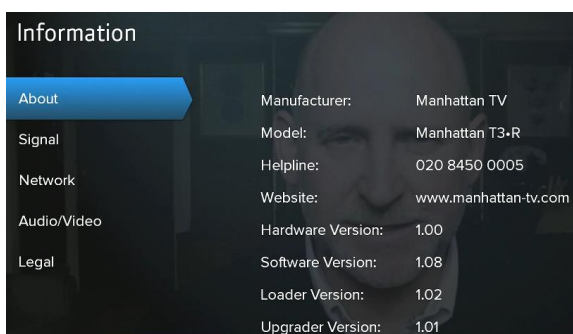 Information
About
Signal
Network
Audio/Video
Legal
Manufacturer: Manhattan TV
Model: Manhattan T3•R
Helpline: 020 8450 0005
Website: www.manhattan-tv.com
Hardware Version: 1.00
Software Version: 1.08
Loader Version: 1.02
Upgrader Version: 1.01